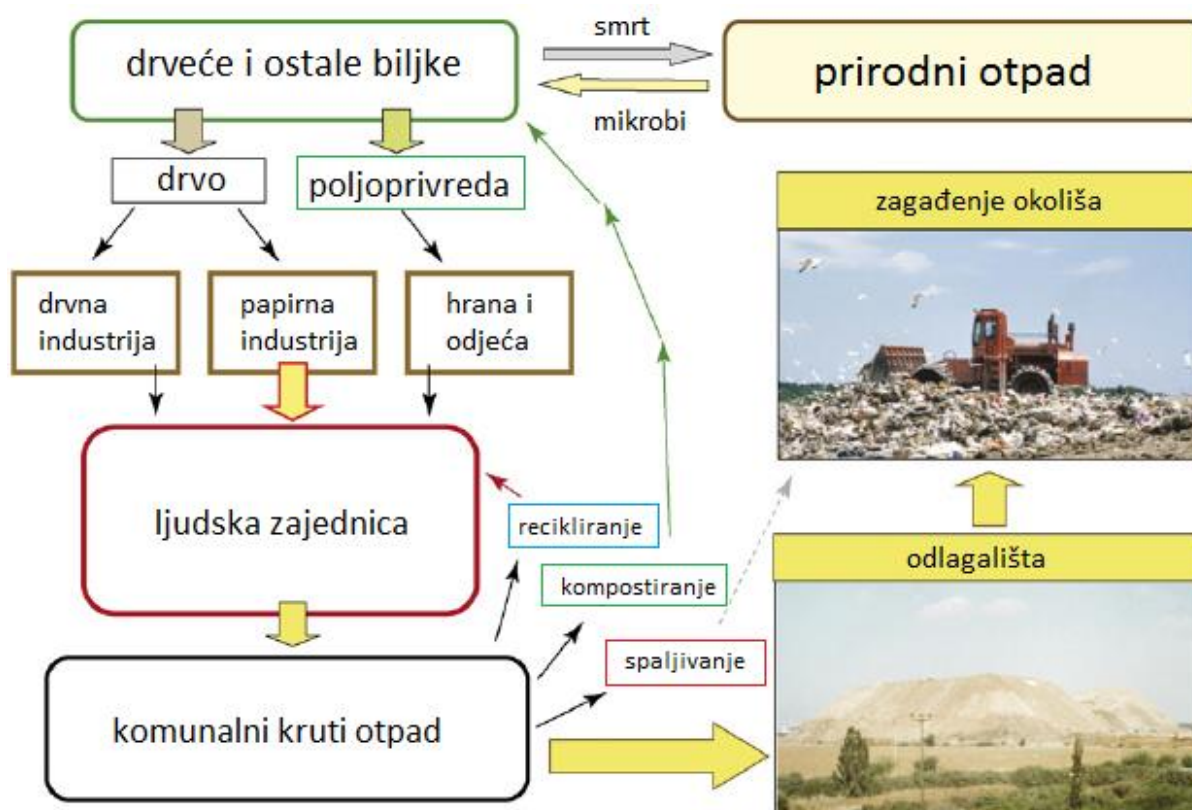 drveće i ostale biljke
smrt
mikrobi
prirodni otpad
drvo
poljoprivreda
zagađenje okoliša
drvna
industrija
papirna
industrija
hrana i
odjeća
ljudska zajednica
recikliranje
kompostiranje
spaljivanje
odlagališta
komunalni kruti otpad